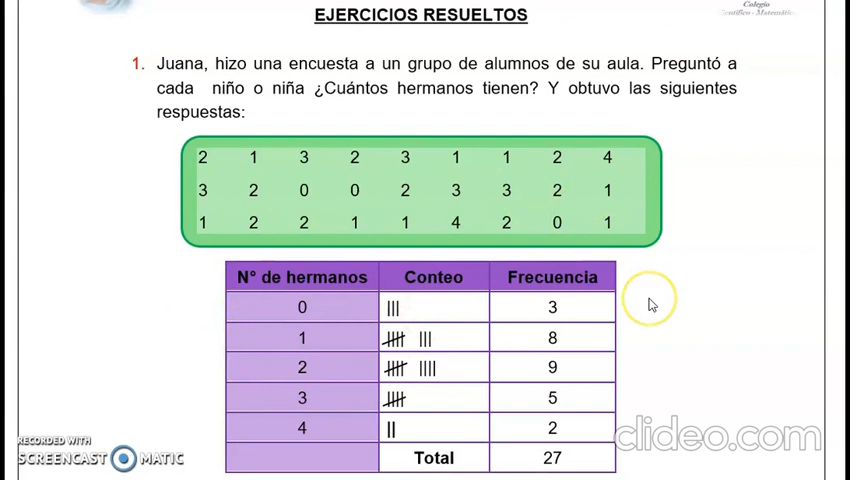 EJERCICIOS RESUELTOS
Colegio
Científico - Matemátic
1. Juana, hizo una encuesta a un grupo de alumnos de su aula. Preguntó a
cada niño o niña ¿Cuántos hermanos tienen? Y obtuvo las siguientes
respuestas:
2 1 3 2 3 1 1 2 4
3 2 0 0 2 3 3 2 1
1 2 2 1 1 4 2 0 1
N° de hermanos Conteo Frecuencia
0 3
1 8
2 9
3 5
4 2
Total 27
RECORDED WITH
SCREENCAST MATIC
clideo.com